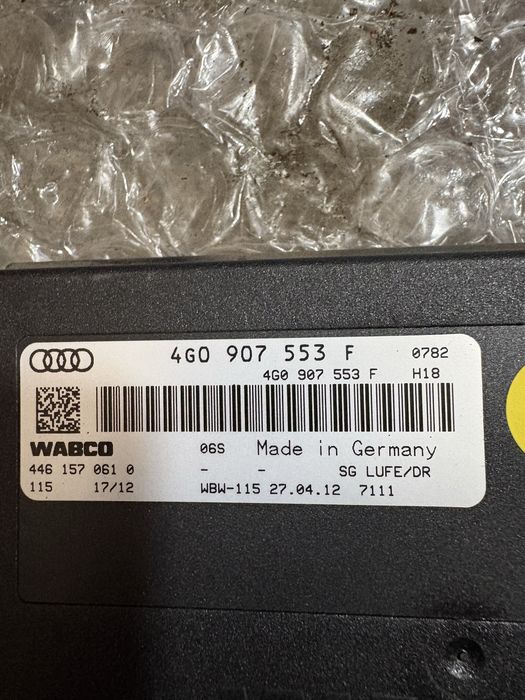 4G0 907 553 F 0782
4G0 907 553 F H18
WABCO 06S Made in Germany
446 157 061 0 - - SG LUFE/DR
115 17/12 WBW-115 27.04.12 7111